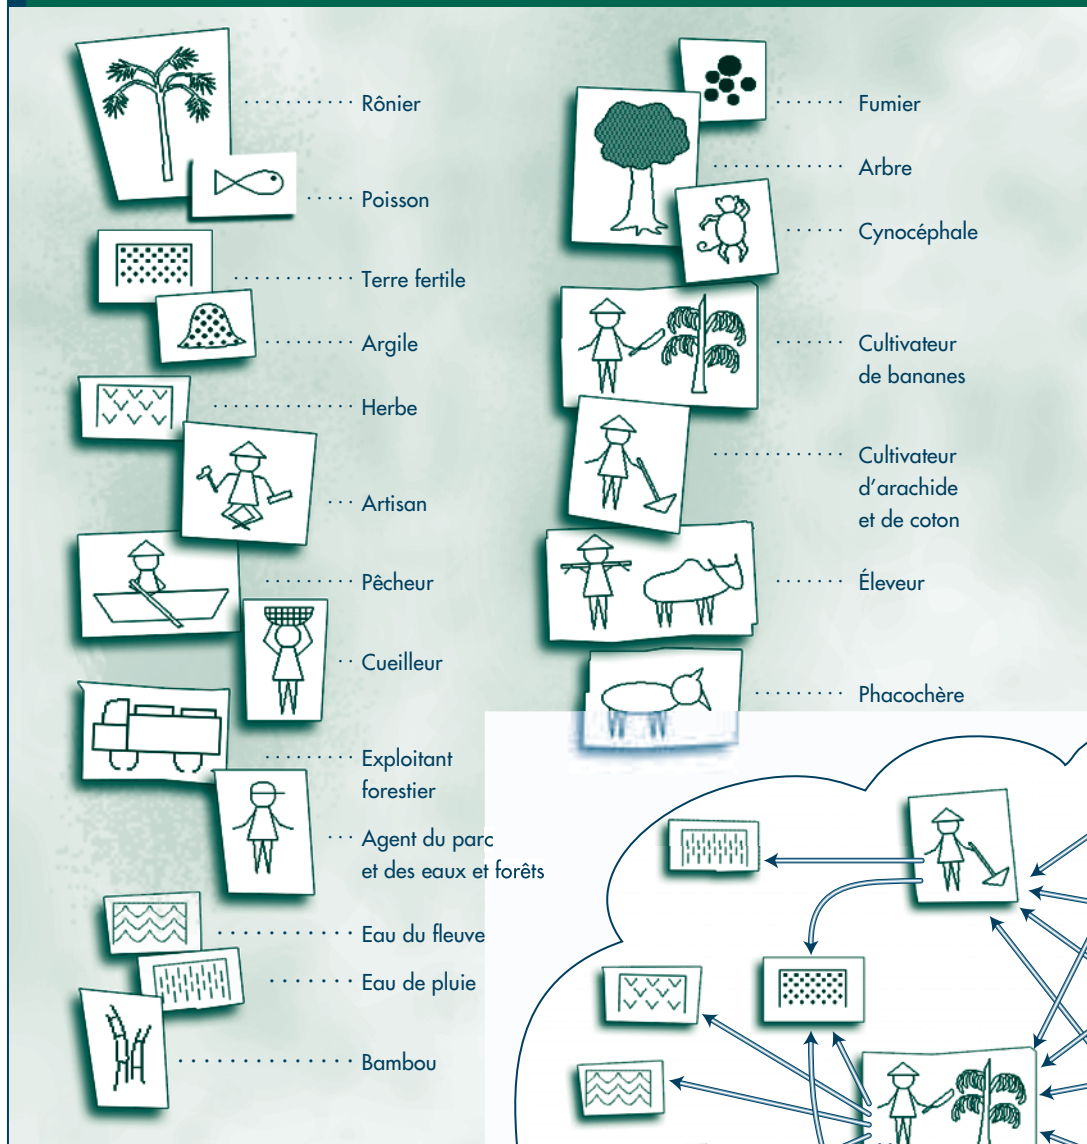 Rônier
Poisson
Terre fertile
Argile
Herbe
Artisan
Pêcheur
Cueilleur
Exploitant
forestier
Agent du parc
et des eaux et forêts
Eau du fleuve
Eau de pluie
Bambou
Fumier
Arbre
Cynocéphale
Cultivateur
de bananes
Cultivateur
d’arachide
et de coton
Éleveur
Phacochère